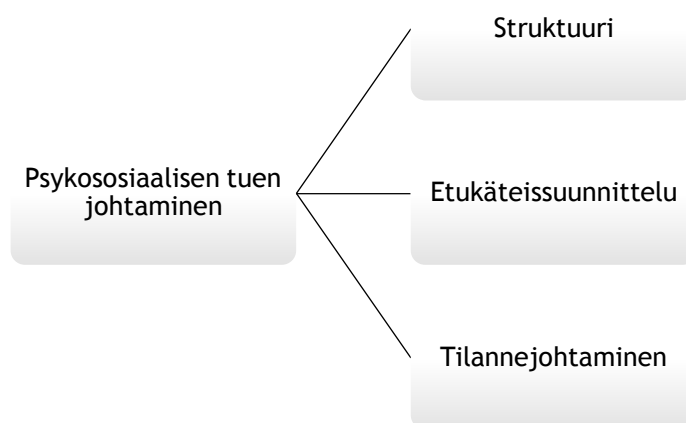 Struktuuri
Psykososiaalisen tuen
johtaminen
Etukäteissuunnittelu
Tilannejohtaminen